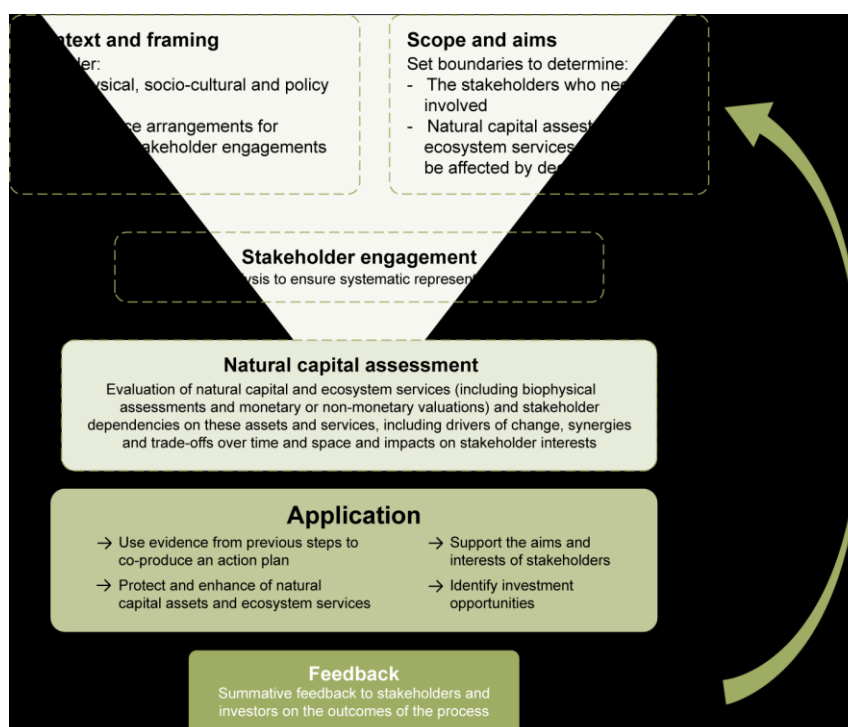 ntext and framing
ler:
ysical, socio-cultural and policy
ce arrangements for
akeholder engagements
Scope and aims
Set boundaries to determine:
- The stakeholders who nee
involved
- Natural capital assest
ecosystem services
be affected by de
Stakeholder engagement
lysis to ensure systematic represent
Natural capital assessment
Evaluation of natural capital and ecosystem services (including biophysical
assessments and monetary or non-monetary valuations) and stakeholder
dependencies on these assets and services, including drivers of change, synergies
and trade-offs over time and space and impacts on stakeholder interests
Application
→ Use evidence from previous steps to
co-produce an action plan
→ Protect and enhance of natural
capital assets and ecosystem services
→ Support the aims and
interests of stakeholders
→ Identify investment
opportunities
Feedback
Summative feedback to stakeholders and
investors on the outcomes of the process